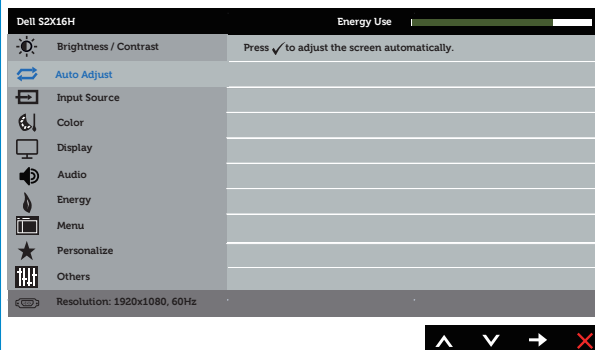 Dell S2X16H Energy Use
Brightness / Contrast Press ✓ to adjust the screen automatically.
Auto Adjust
Input Source
Color
Display
Audio
Energy
Menu
Personalize
Others
Resolution: 1920x1080, 60Hz